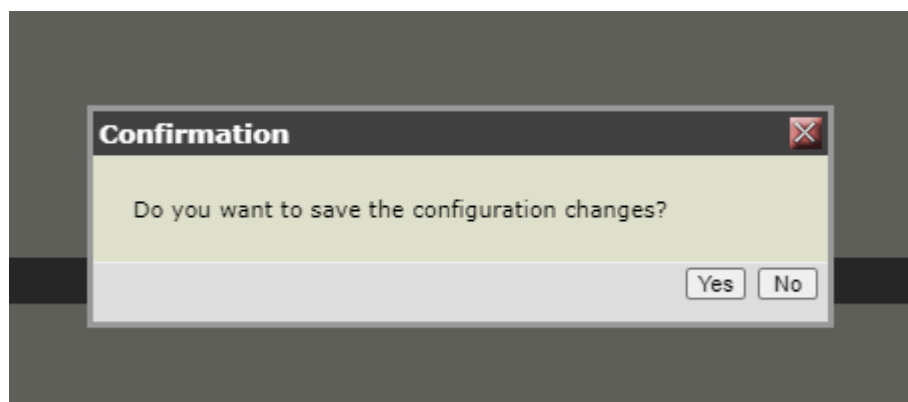 Confirmation
Do you want to save the configuration changes?
Yes No